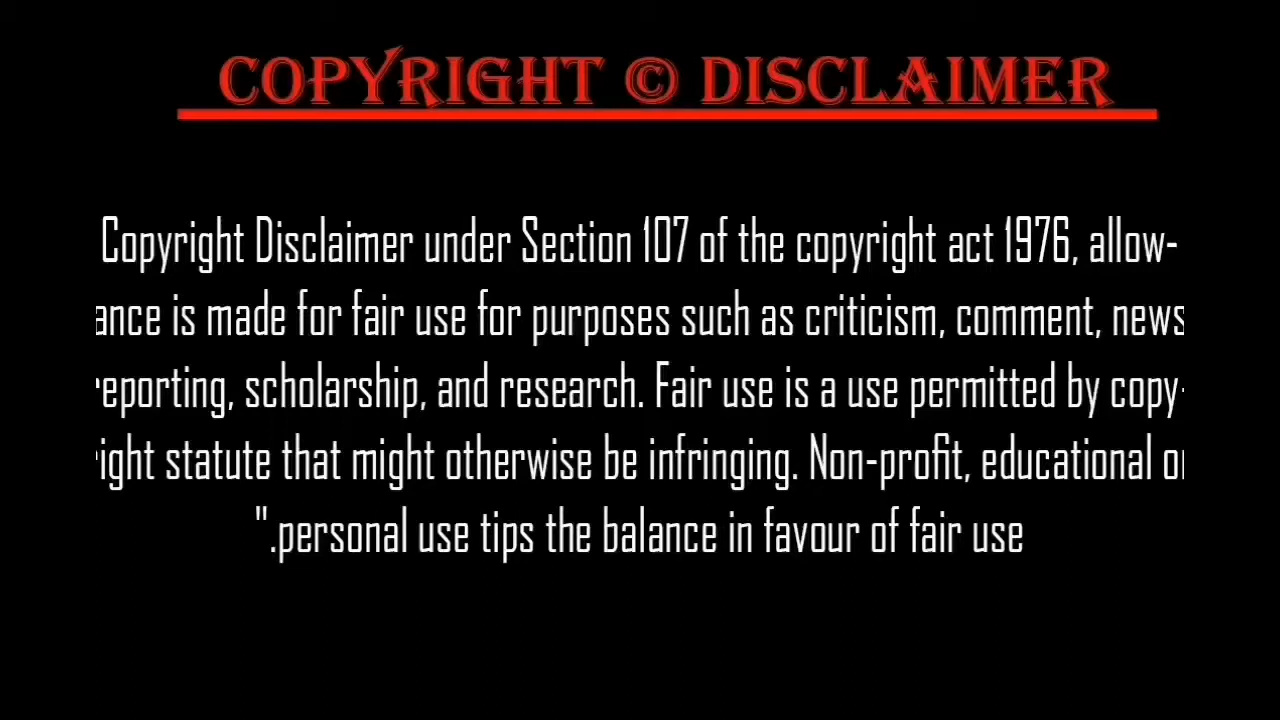 COPYRIGHT © DISCLAIMER
Copyright Disclaimer under Section 107 of the copyright act 1976, allow-
ance is made for fair use for purposes such as criticism, comment, news
reporting, scholarship, and research. Fair use is a use permitted by copy-
right statute that might otherwise be infringing. Non-profit, educational or
".personal use tips the balance in favour of fair use